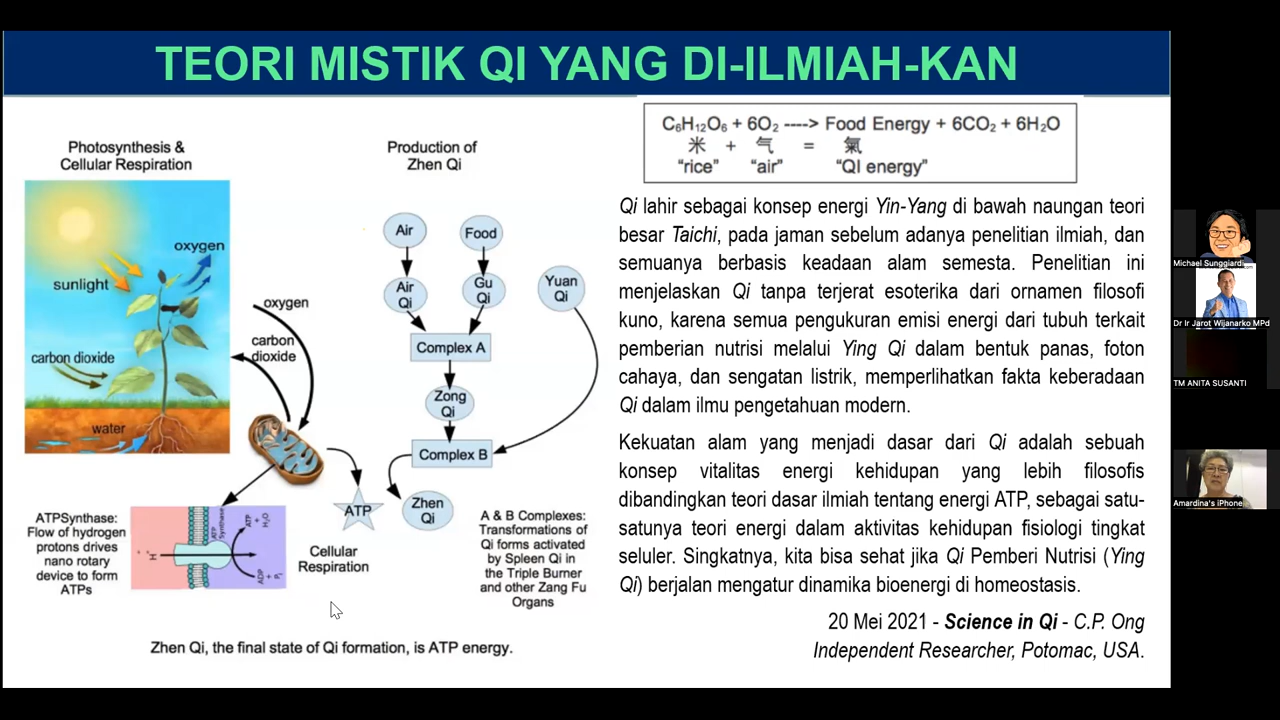 TEORI MISTIK QI YANG DI-ILMIAH-KAN
Photosynthesis &
Cellular Respiration
sunlight
oxygen
carbon dioxide
water
oxygen
carbon
dioxide
ATPSynthase:
Flow of hydrogen
protons drives
nano rotary
device to form
ATPs
H+
ATP
Synthase
ATP +
H2O
ADP
+ Pi
ATP
Cellular
Respiration
Production of
Zhen Qi
Air
Food
Air
Qi
Gu
Qi
Yuan
Qi
Complex A
Zong
Qi
Complex B
Zhen
Qi
A & B Complexes:
Transformations of
Qi forms activated
by Spleen Qi in
the Triple Burner
and other Zang Fu
Organs
Zhen Qi, the final state of Qi formation, is ATP energy.
C6H12O6 + 6O2 ----> Food Energy + 6CO2 + 6H2O
米 + 气 = 氣
“rice” “air” “QI energy”
Qi lahir sebagai konsep energi Yin-Yang di bawah naungan teori
besar Taichi, pada jaman sebelum adanya penelitian ilmiah, dan
semuanya berbasis keadaan alam semesta. Penelitian ini
menjelaskan Qi tanpa terjerat esoterika dari ornamen filosofi
kuno, karena semua pengukuran emisi energi dari tubuh terkait
pemberian nutrisi melalui Ying Qi dalam bentuk panas, foton
cahaya, dan sengatan listrik, memperlihatkan fakta keberadaan
Qi dalam ilmu pengetahuan modern.
Kekuatan alam yang menjadi dasar dari Qi adalah sebuah
konsep vitalitas energi kehidupan yang lebih filosofis
dibandingkan teori dasar ilmiah tentang energi ATP, sebagai satu-
satunya teori energi dalam aktivitas kehidupan fisiologi tingkat
seluler. Singkatnya, kita bisa sehat jika Qi Pemberi Nutrisi (Ying
Qi) berjalan mengatur dinamika bioenergi di homeostasis.
20 Mei 2021 - Science in Qi - C.P. Ong
Independent Researcher, Potomac, USA.
Michael Sunggiardi
Dr Ir Jarot Wijanarko MPd
TM ANITA SUSANTI
Amardina's iPhone